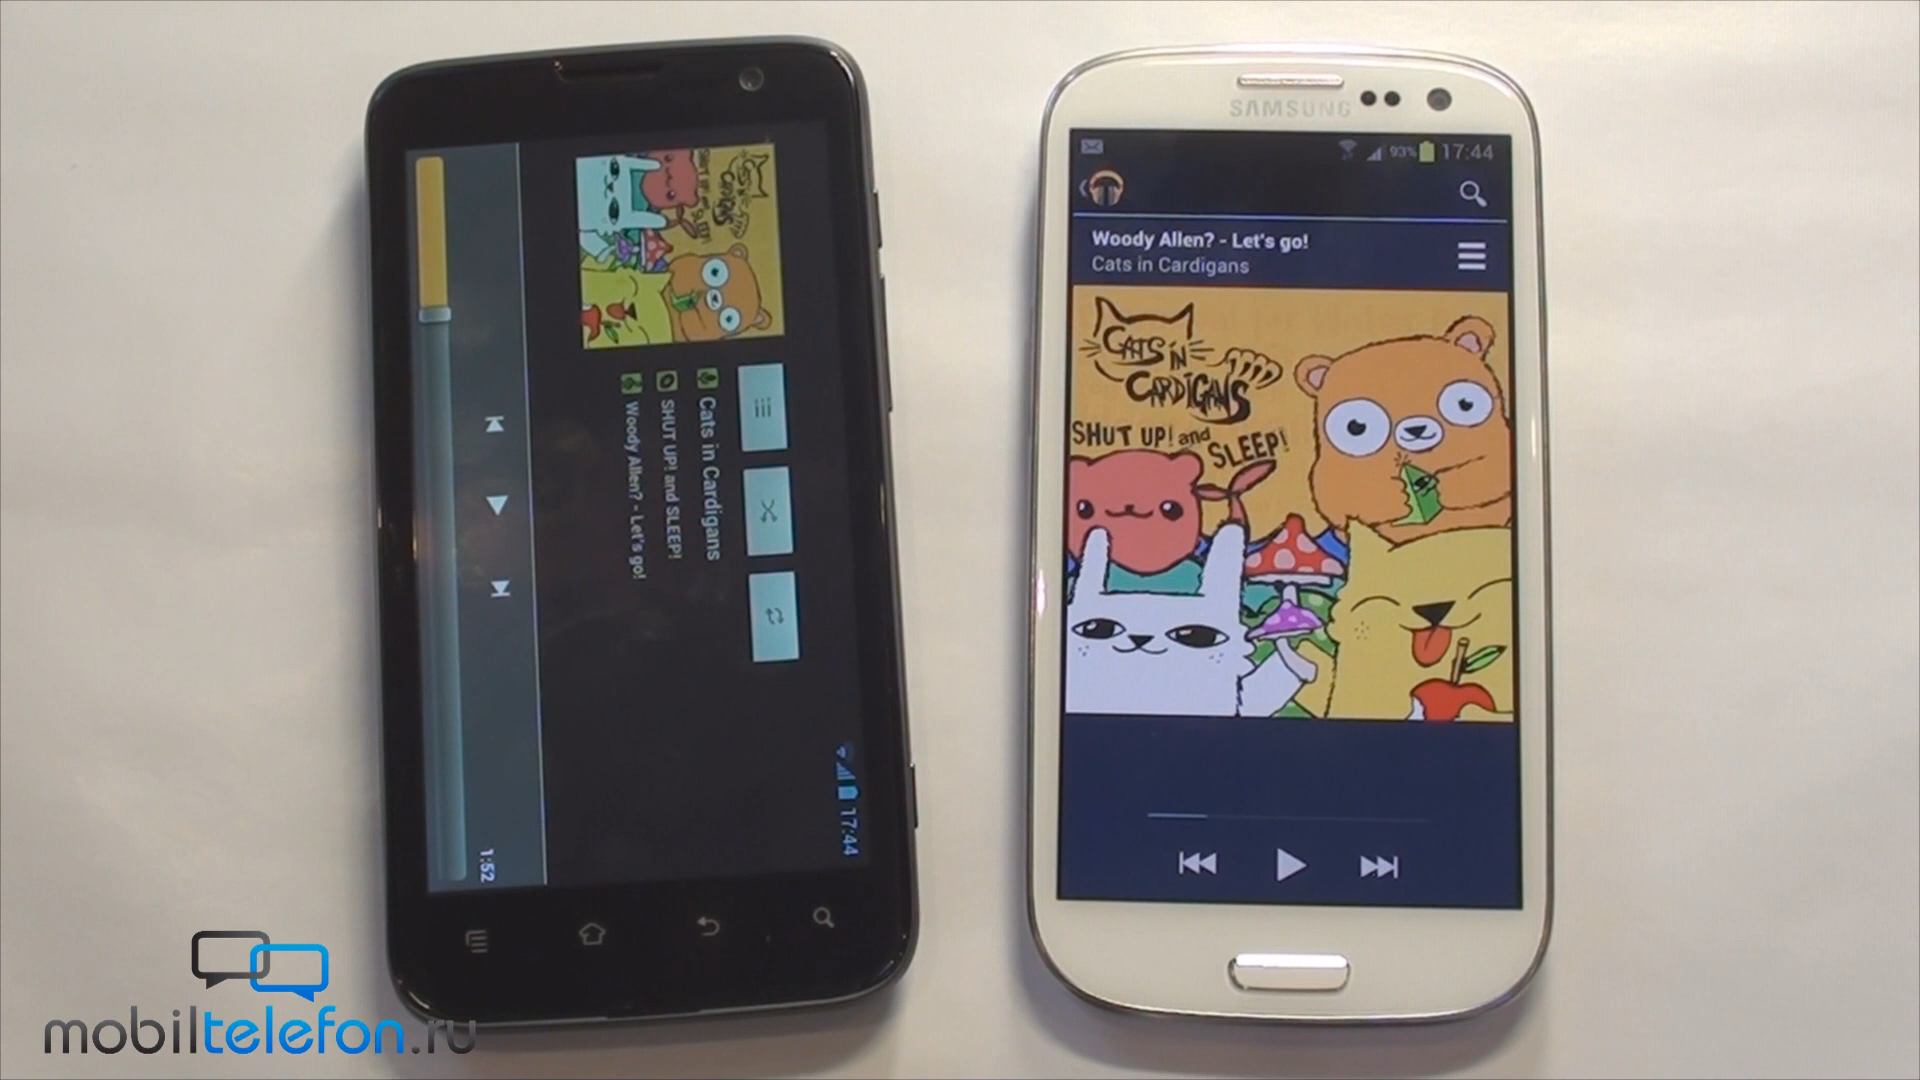 Cats in Cardigans
SHUT UP! and SLEEP!
Woody Allen? - Let's go!
17:44
1:52
SAMSUNG
93% 17:44
Woody Allen? - Let's go!
Cats in Cardigans
CATS IN
CARDIGANS
SHUT UP! and
SLEEP!
mobiltelefon.ru